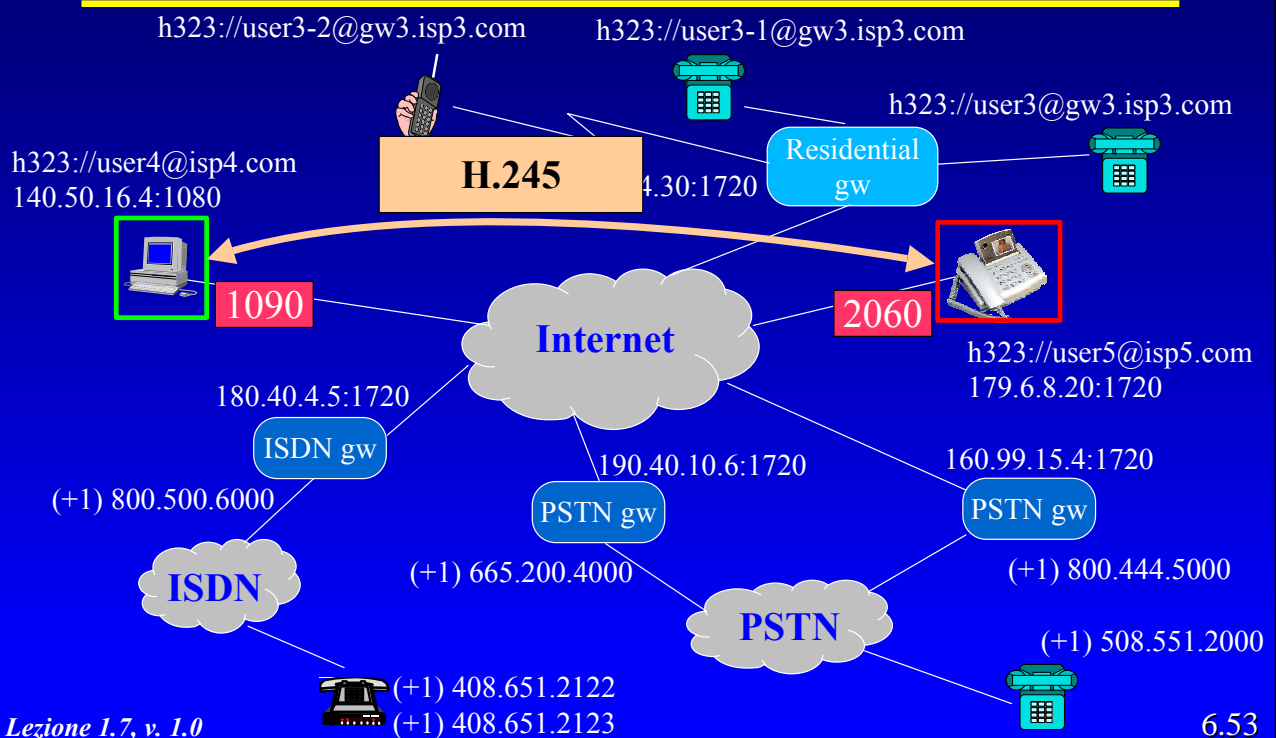 h323://user3-2@gw3.isp3.com
h323://user3-1@gw3.isp3.com
h323://user3@gw3.isp3.com
Residential
gw
h323://user4@isp4.com
140.50.16.4:1080
H.245
4.30:1720
1090
2060
Internet
h323://user5@isp5.com
179.6.8.20:1720
180.40.4.5:1720
ISDN gw
190.40.10.6:1720
160.99.15.4:1720
(+1) 800.500.6000
PSTN gw
PSTN gw
(+1) 665.200.4000
(+1) 800.444.5000
ISDN
PSTN
(+1) 508.551.2000
(+1) 408.651.2122
(+1) 408.651.2123
Lezione 1.7, v. 1.0
6.53